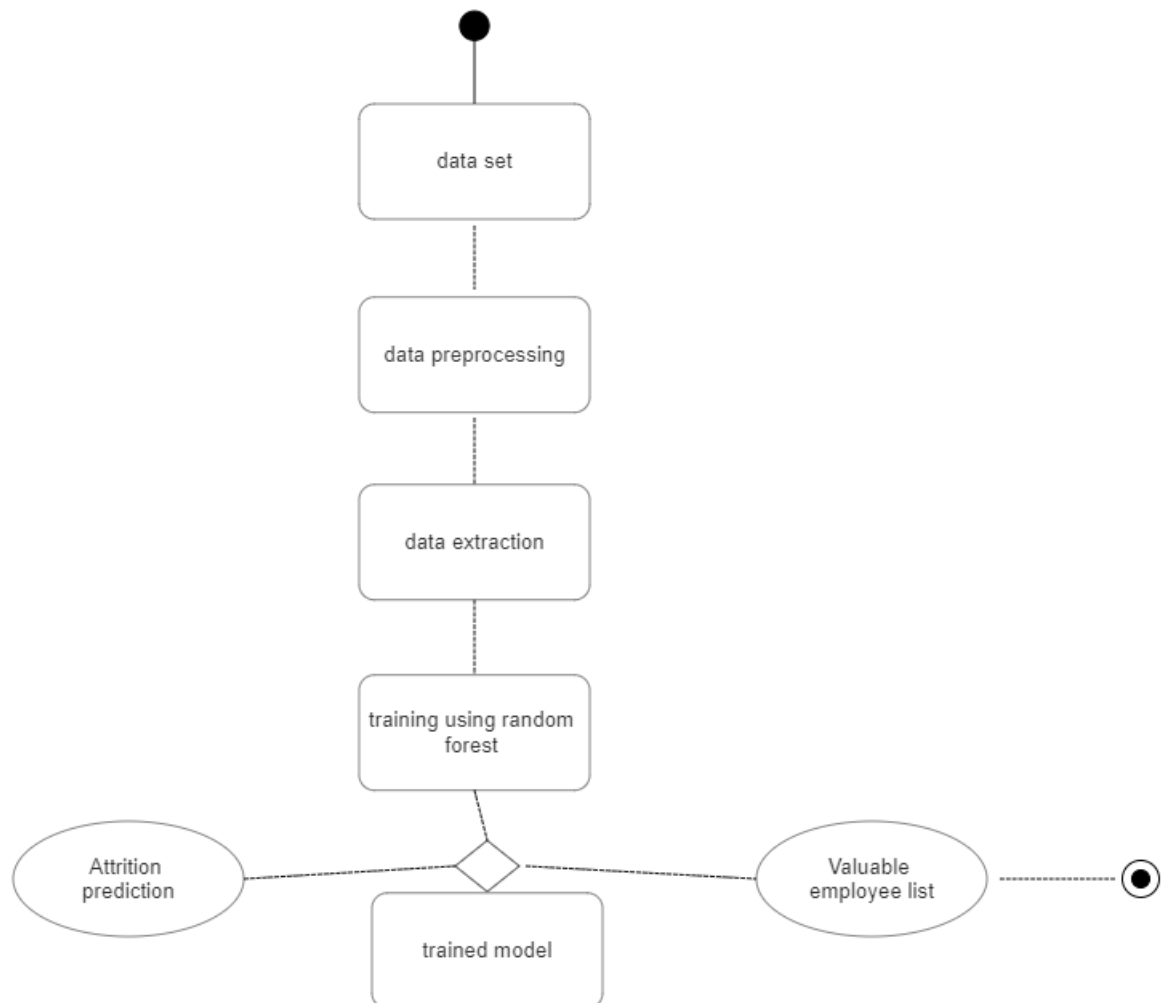 data set
data preprocessing
data extraction
training using random
forest
Attrition
prediction
Valuable
employee list
trained model